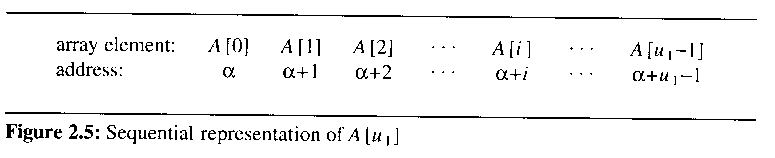 array element: A[0] A[1] A[2] ··· A[i] ··· A[u₁−1]
address: α α+1 α+2 ··· α+i ··· α+u₁−1
Figure 2.5: Sequential representation of A[u₁]